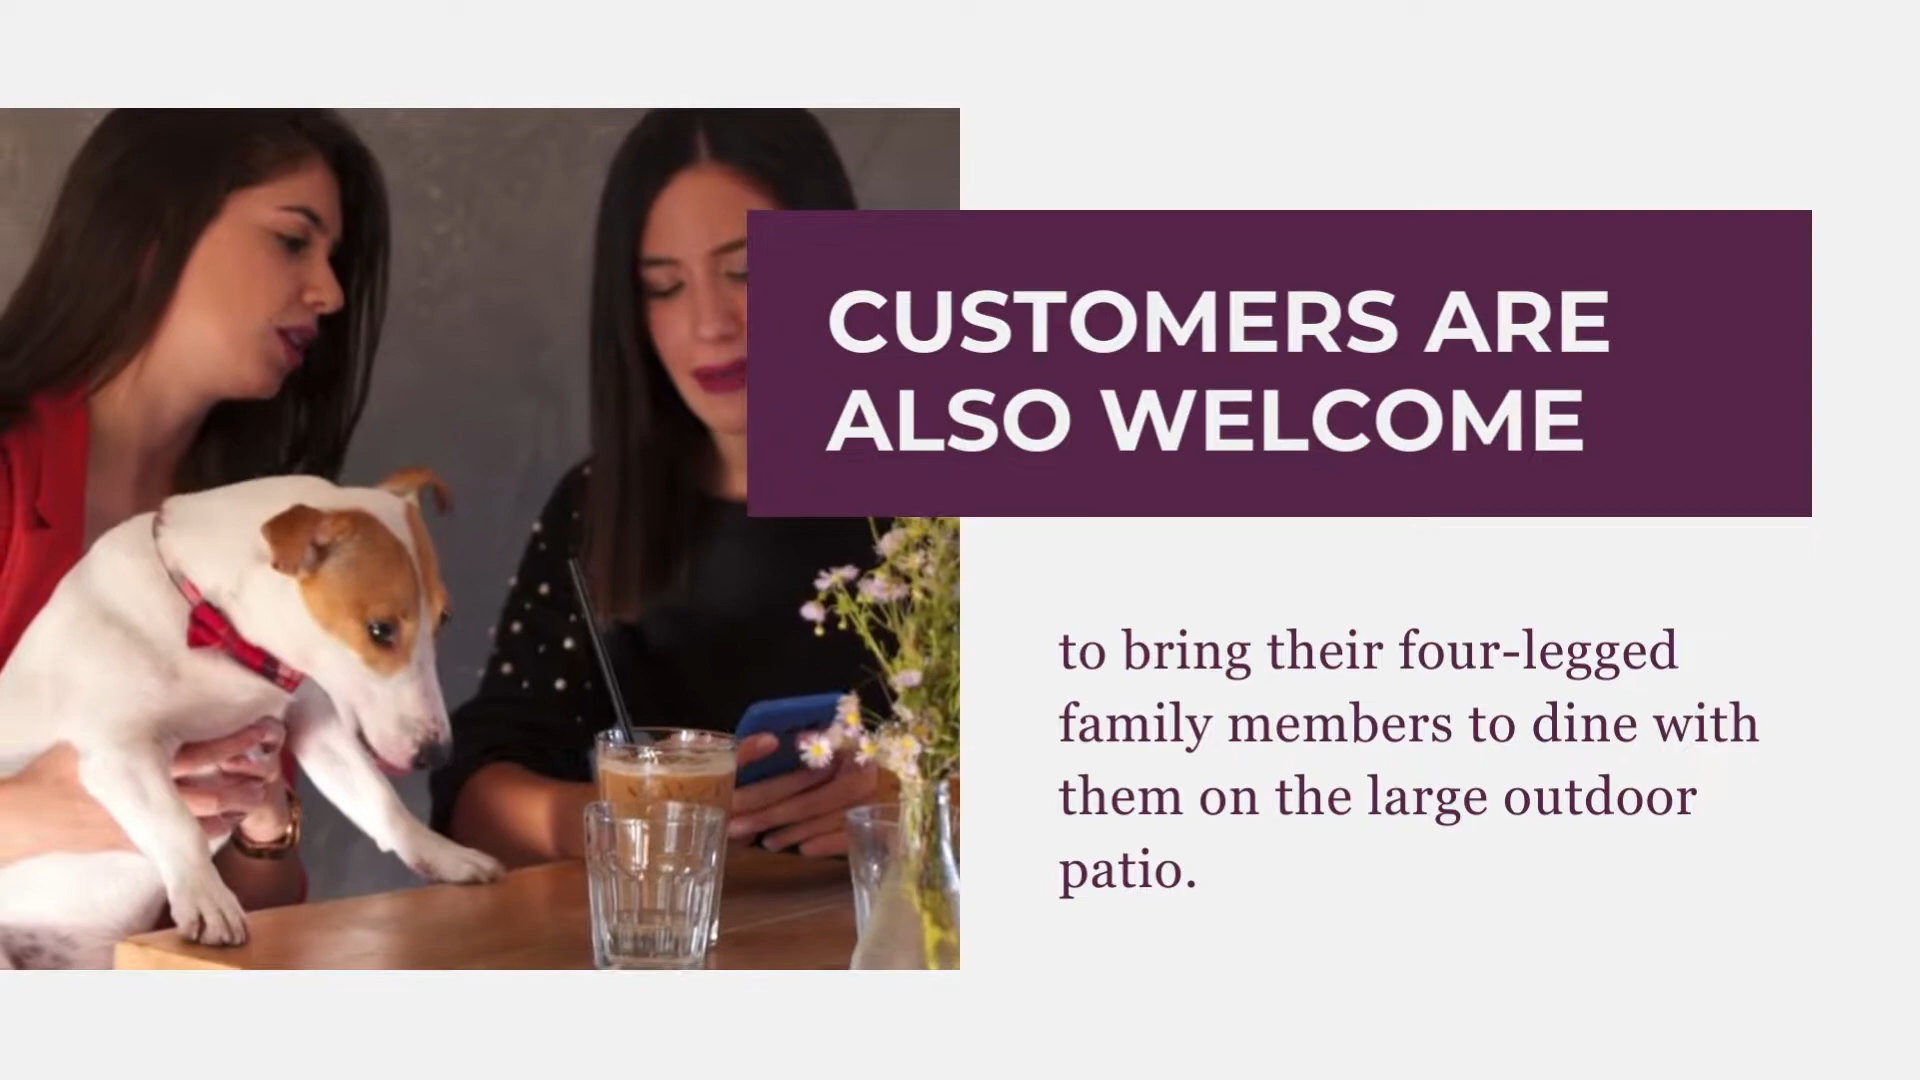 CUSTOMERS ARE
ALSO WELCOME
to bring their four-legged
family members to dine with
them on the large outdoor
patio.